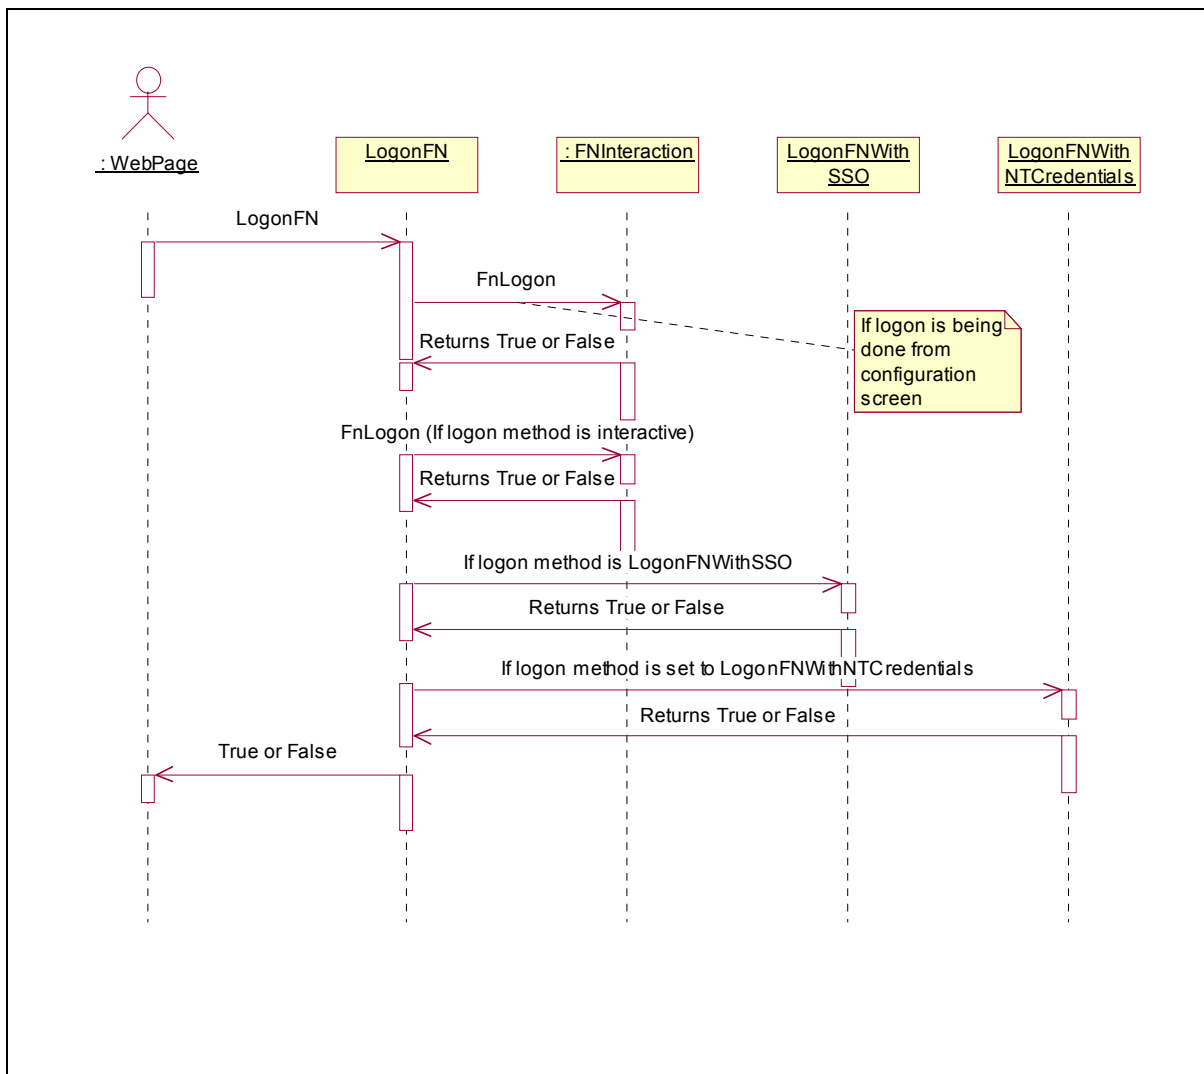 : WebPage
LogonFN
: FNInteraction
LogonFNWith
SSO
LogonFNWith
NTCredentials
LogonFN
FnLogon
If logon is being
done from
configuration
screen
Returns True or False
FnLogon (If logon method is interactive)
Returns True or False
If logon method is LogonFNWithSSO
Returns True or False
If logon method is set to LogonFNWithNTCredentials
Returns True or False
True or False